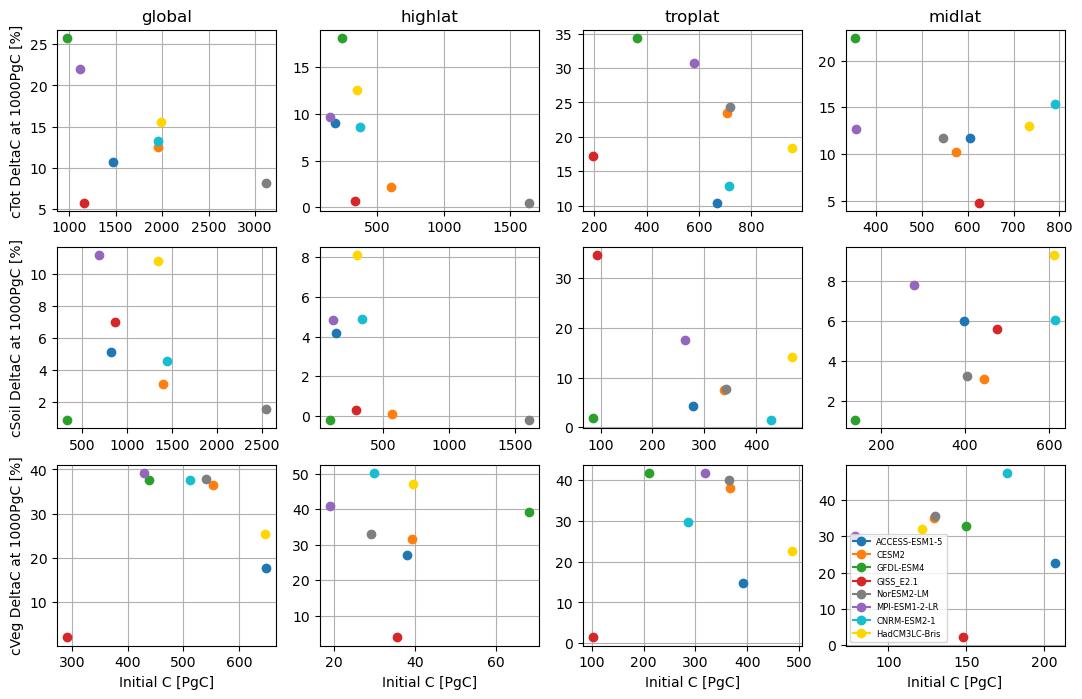 global
highlat
troplat
midlat
cTot DeltaC at 1000PgC [%]
25
20
15
10
5
1000 1500 2000 2500 3000
15
10
5
0
500 1000 1500
35
30
25
20
15
10
200 400 600 800
20
15
10
5
400 500 600 700 800
cSoil DeltaC at 1000PgC [%]
10
8
6
4
2
500 1000 1500 2000 2500
8
6
4
2
0
500 1000 1500
30
20
10
0
100 200 300 400
8
6
4
2
200 400 600
cVeg DeltaC at 1000PgC [%]
40
30
20
10
300 400 500 600
Initial C [PgC]
50
40
30
20
10
20 40 60
Initial C [PgC]
40
30
20
10
0
100 200 300 400 500
Initial C [PgC]
40
30
20
10
0
ACCESS-ESM1-5
CESM2
GFDL-ESM4
GISS_E2.1
NorESM2-LM
MPI-ESM1-2-LR
CNRM-ESM2-1
HadCM3LC-Bris
100 150 200
Initial C [PgC]